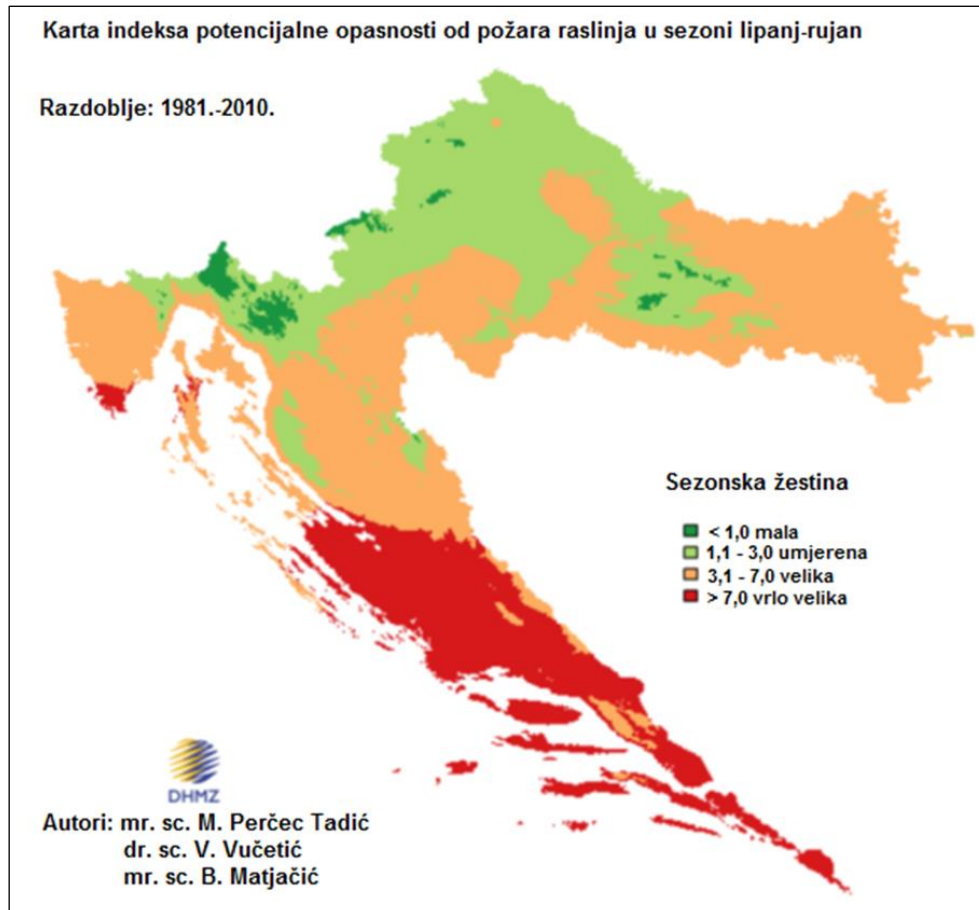 Karta indeksa potencijalne opasnosti od požara raslinja u sezoni lipanj-rujan
Razdoblje: 1981.-2010.
Sezonska žestina
< 1,0 mala
1,1 - 3,0 umjerena
3,1 - 7,0 velika
> 7,0 vrlo velika
DHMZ
Autori: mr. sc. M. Perčec Tadić
dr. sc. V. Vučetić
mr. sc. B. Matjačić